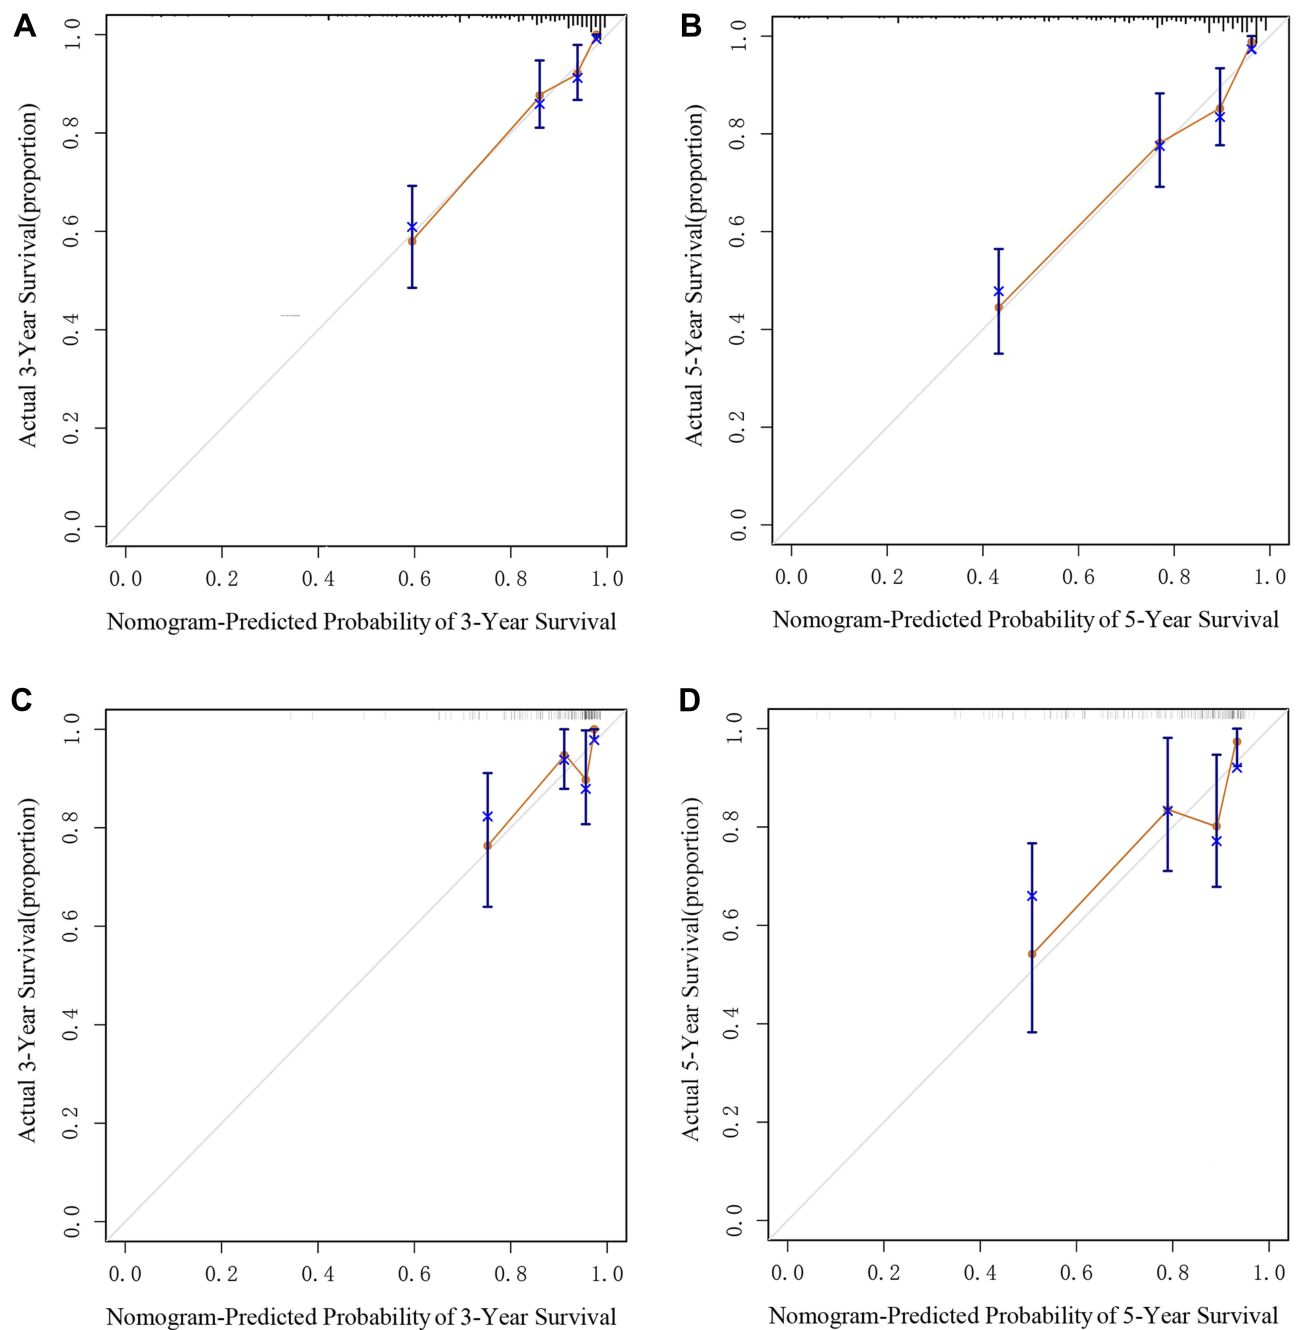 A
Actual 3-Year Survival(proportion)
1.0
0.8
0.6
0.4
0.2
0.0
0.0 0.2 0.4 0.6 0.8 1.0
Nomogram-Predicted Probability of 3-Year Survival
B
Actual 5-Year Survival(proportion)
1.0
0.8
0.6
0.4
0.2
0.0
0.0 0.2 0.4 0.6 0.8 1.0
Nomogram-Predicted Probability of 5-Year Survival
C
Actual 3-Year Survival(proportion)
1.0
0.8
0.6
0.4
0.2
0.0
0.0 0.2 0.4 0.6 0.8 1.0
Nomogram-Predicted Probability of 3-Year Survival
D
Actual 5-Year Survival(proportion)
1.0
0.8
0.6
0.4
0.2
0.0
0.0 0.2 0.4 0.6 0.8 1.0
Nomogram-Predicted Probability of 5-Year Survival